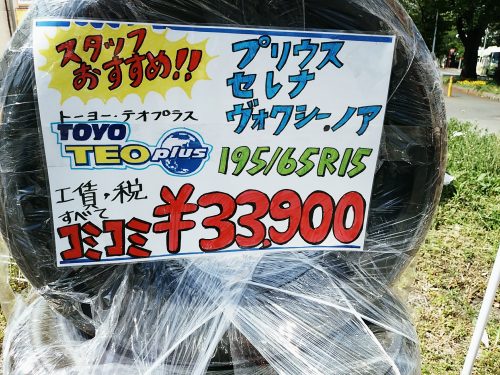 スタッフ
おすすめ!!
プリウス
セレナ
ヴォクシー.ノア
トーヨー・テオプラス
TOYO
TEO plus
195/65R15
工賃・税
すべて
コミコミ ¥33,900